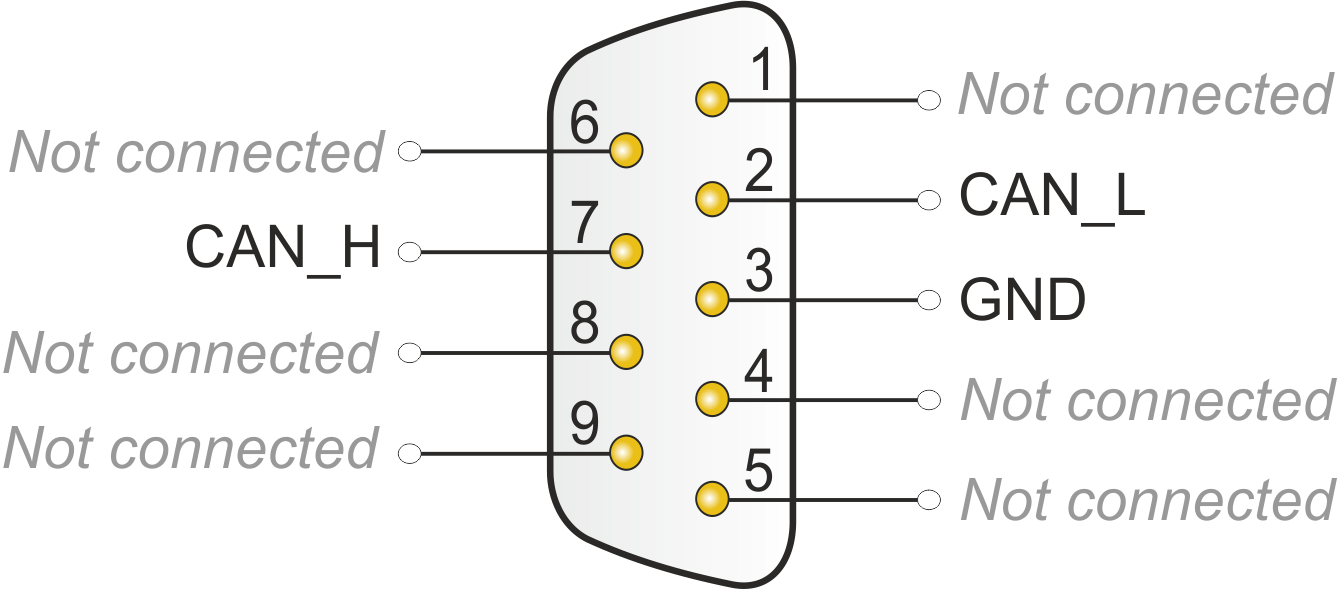 1 Not connected
6
Not connected
2
CAN_L
7
CAN_H
3
GND
8
Not connected
4
Not connected
9
Not connected
5
Not connected